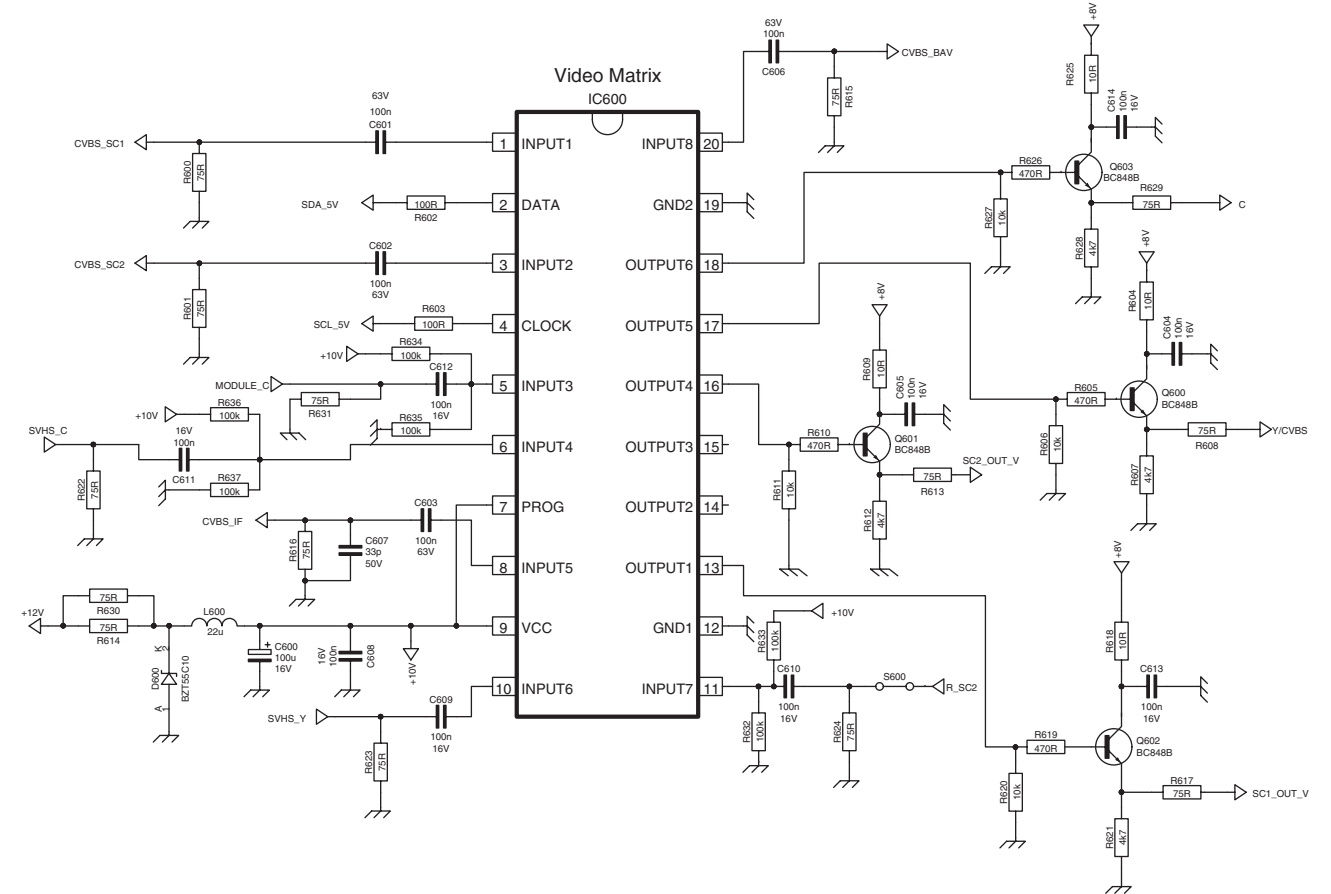 Video Matrix
IC600
1 INPUT1
2 DATA
3 INPUT2
4 CLOCK
5 INPUT3
6 INPUT4
7 PROG
8 INPUT5
9 VCC
10 INPUT6
INPUT8 20
GND2 19
OUTPUT6 18
OUTPUT5 17
OUTPUT4 16
OUTPUT3 15
OUTPUT2 14
OUTPUT1 13
GND1 12
INPUT7 11
63V
100n
C601
CVBS_SC1
R600
75R
SDA_5V
100R
R602
C602
100n
63V
CVBS_SC2
R601
75R
SCL_5V
R603
100R
+10V
R634
100k
MODULE_C
C612
100n
16V
75R
R631
R635
100k
+10V
R636
100k
SVHS_C
16V
100n
C611
R622
75R
R637
100k
CVBS_IF
C603
100n
63V
R616
75R
C607
33p
50V
+12V
75R
R630
75R
R614
L600
22u
K
2
D600
BZT55C10
A
1
+
C600
100u
16V
16V
100n
C608
+10V
SVHS_Y
C609
100n
16V
R623
75R
63V
100n
C606
CVBS_BAV
75R
R615
+8V
R625
10R
C614
100n
16V
R626
470R
Q603
BC848B
R627
10k
R629
75R
C
R628
4k7
+8V
R604
10R
C604
100n
16V
R605
470R
Q600
BC848B
R606
10k
75R
R608
Y/CVBS
R607
4k7
+8V
R609
10R
C605
100n
16V
R610
470R
Q601
BC848B
R611
10k
SC2_OUT_V
75R
R613
R612
4k7
+10V
R633
100k
C610
100n
16V
S600
R_SC2
R632
100k
R624
75R
+8V
R618
10R
C613
100n
16V
R619
470R
Q602
BC848B
R620
10k
R617
75R
SC1_OUT_V
R621
4k7